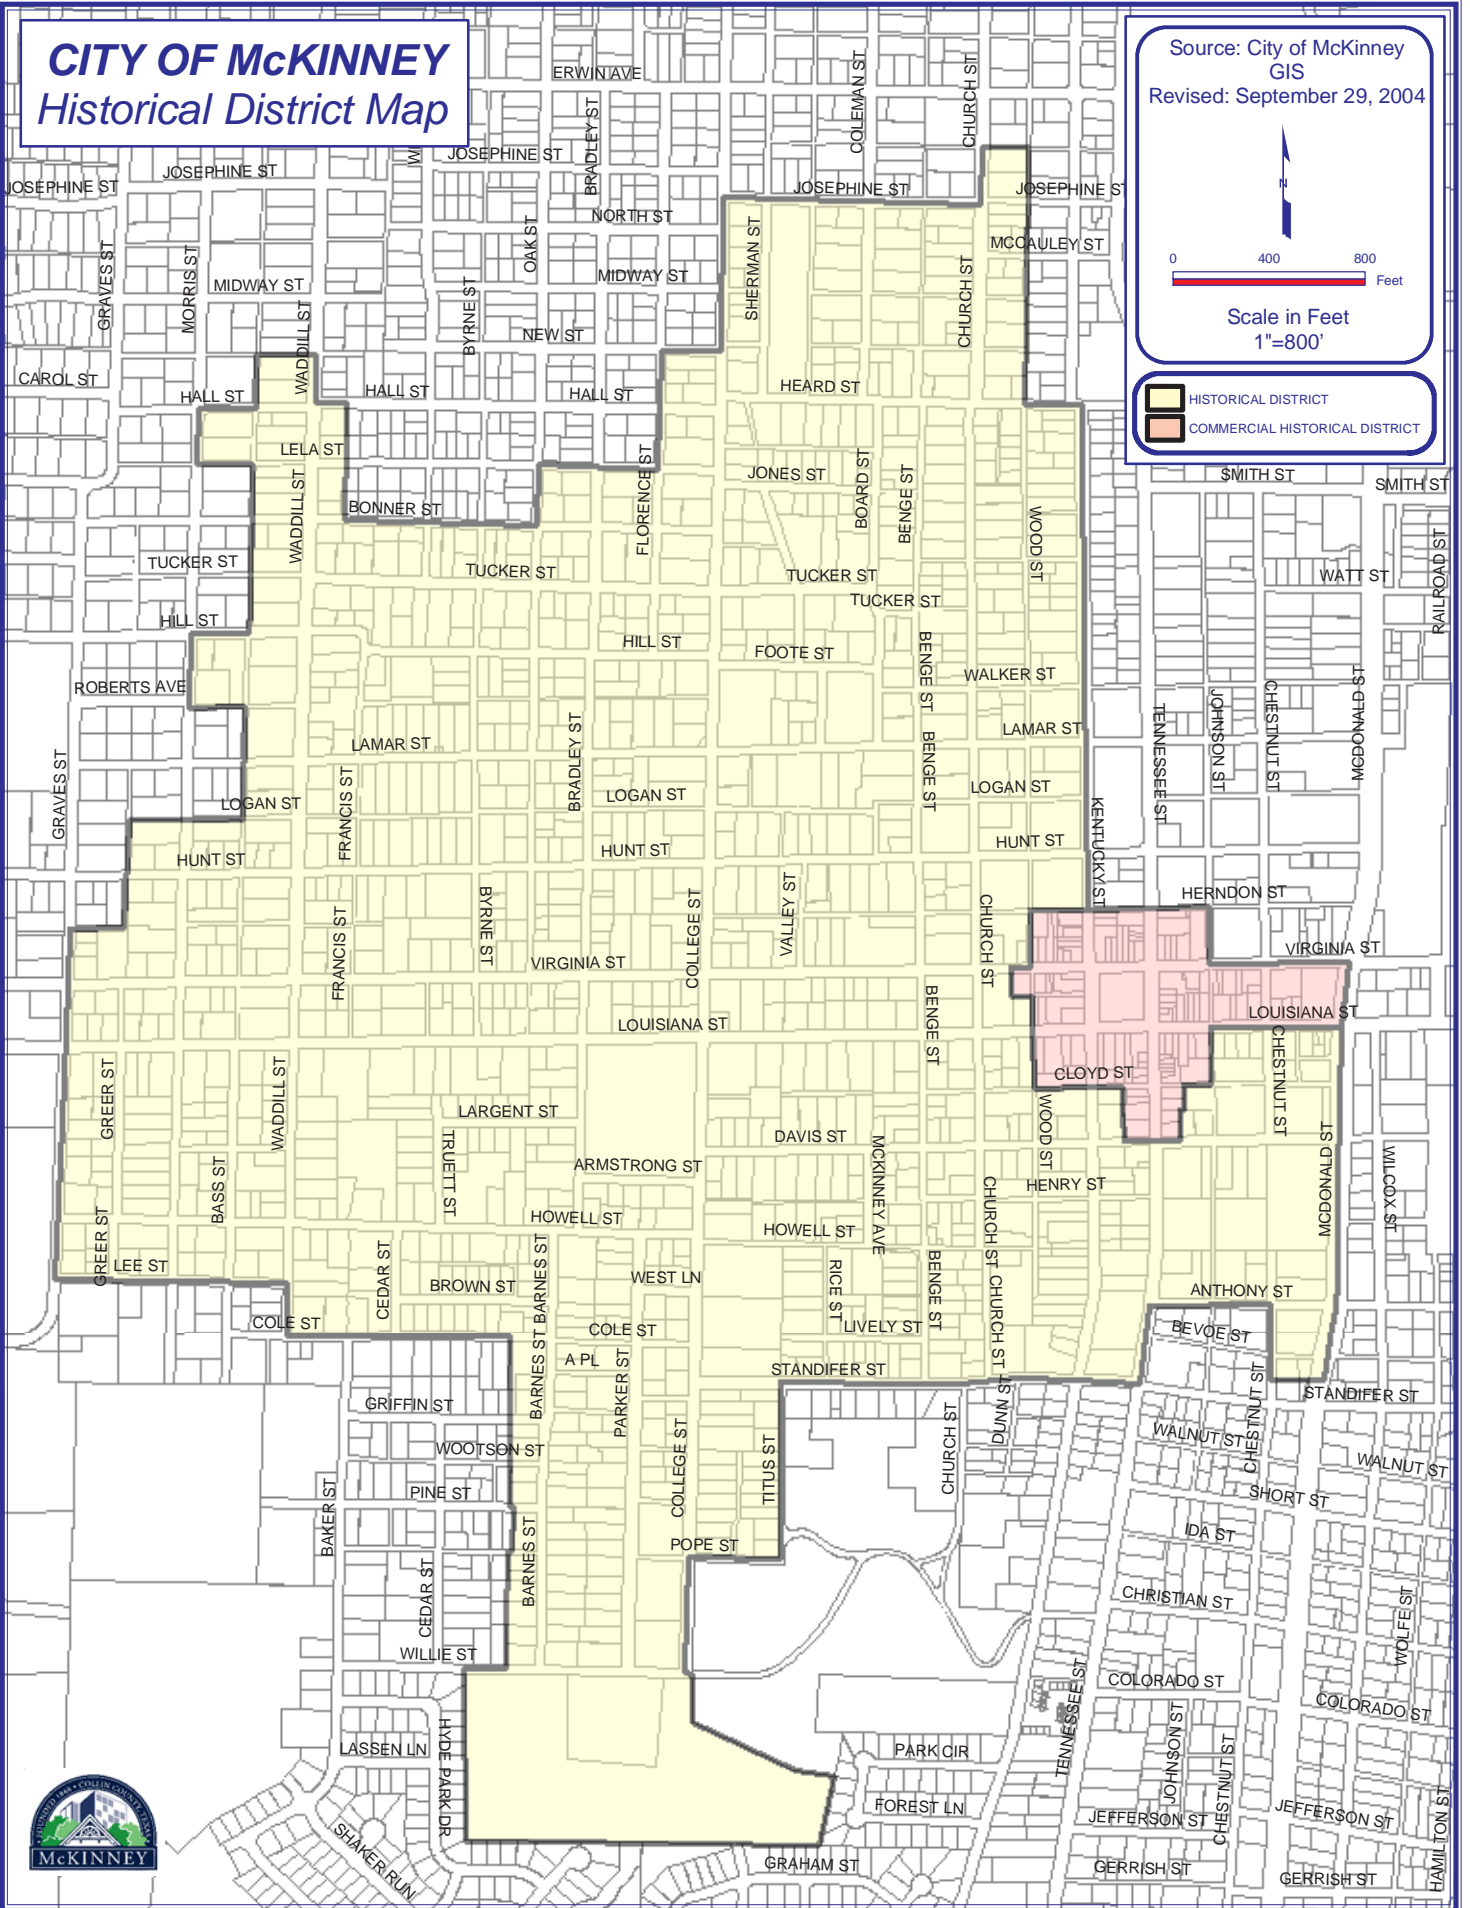 CITY OF McKINNEY
Historical District Map
Source: City of McKinney
GIS
Revised: September 29, 2004
N
0 400 800
Feet
Scale in Feet
1"=800'
HISTORICAL DISTRICT
COMMERCIAL HISTORICAL DISTRICT
ERWIN AVE
COLEMAN ST
CHURCH ST
BRADLEY ST
WI
JOSEPHINE ST
JOSEPHINE ST
JOSEPHINE ST
JOSEPHINE ST
JOSEPHINE ST
NORTH ST
OAK ST
SHERMAN ST
MCCAULEY ST
GRAVES ST
MORRIS ST
MIDWAY ST
MIDWAY ST
WADDILL ST
BYRNE ST
NEW ST
CHURCH ST
CAROL ST
HALL ST
HALL ST
HALL ST
HEARD ST
LELA ST
FLORENCE ST
JONES ST
BOARD ST
BENGE ST
SMITH ST
SMITH ST
WADDILL ST
BONNER ST
WOOD ST
RAILROAD ST
TUCKER ST
TUCKER ST
TUCKER ST
TUCKER ST
WATT ST
HILL ST
HILL ST
FOOTE ST
BENGE ST
WALKER ST
ROBERTS AVE
TENNESSEE ST
JOHNSON ST
CHESTNUT ST
MCDONALD ST
LAMAR ST
LAMAR ST
BRADLEY ST
BENGE ST
GRAVES ST
LOGAN ST
LOGAN ST
LOGAN ST
FRANCIS ST
KENTUCKY ST
HUNT ST
HUNT ST
HUNT ST
HERNDON ST
BYRNE ST
COLLEGE ST
VALLEY ST
CHURCH ST
FRANCIS ST
VIRGINIA ST
VIRGINIA ST
LOUISIANA ST
LOUISIANA ST
BENGE ST
CHESTNUT ST
CLOYD ST
GREER ST
WADDILL ST
LARGENT ST
WOOD ST
TRUETT ST
DAVIS ST
MCKINNEY AVE
MCDONALD ST
WILCOX ST
BASS ST
ARMSTRONG ST
HENRY ST
CHURCH ST
GREER ST
HOWELL ST
HOWELL ST
LEE ST
CEDAR ST
BROWN ST
BARNES ST
WEST LN
RICE ST
BENGE ST
CHURCH ST
ANTHONY ST
COLE ST
COLE ST
LIVELY ST
BEVOE ST
BARNES ST
A PL
PARKER ST
STANDIFER ST
STANDIFER ST
GRIFFIN ST
DUNN ST
CHURCH ST
CHESTNUT ST
WOOTSON ST
COLLEGE ST
TITUS ST
WALNUT ST
WALNUT ST
BAKER ST
PINE ST
SHORT ST
BARNES ST
POPE ST
IDA ST
CEDAR ST
CHRISTIAN ST
WOLFE ST
WILLIE ST
TENNESSEE ST
COLORADO ST
COLORADO ST
HYDE PARK DR
LASSEN LN
PARK CIR
JOHNSON ST
CHESTNUT ST
FOREST LN
JEFFERSON ST
JEFFERSON ST
HAMILTON ST
SHAKER RUN
GRAHAM ST
GERRISH ST
GERRISH ST
FOUNDED 1848 • COLLIN COUNTY, TEXAS
McKINNEY